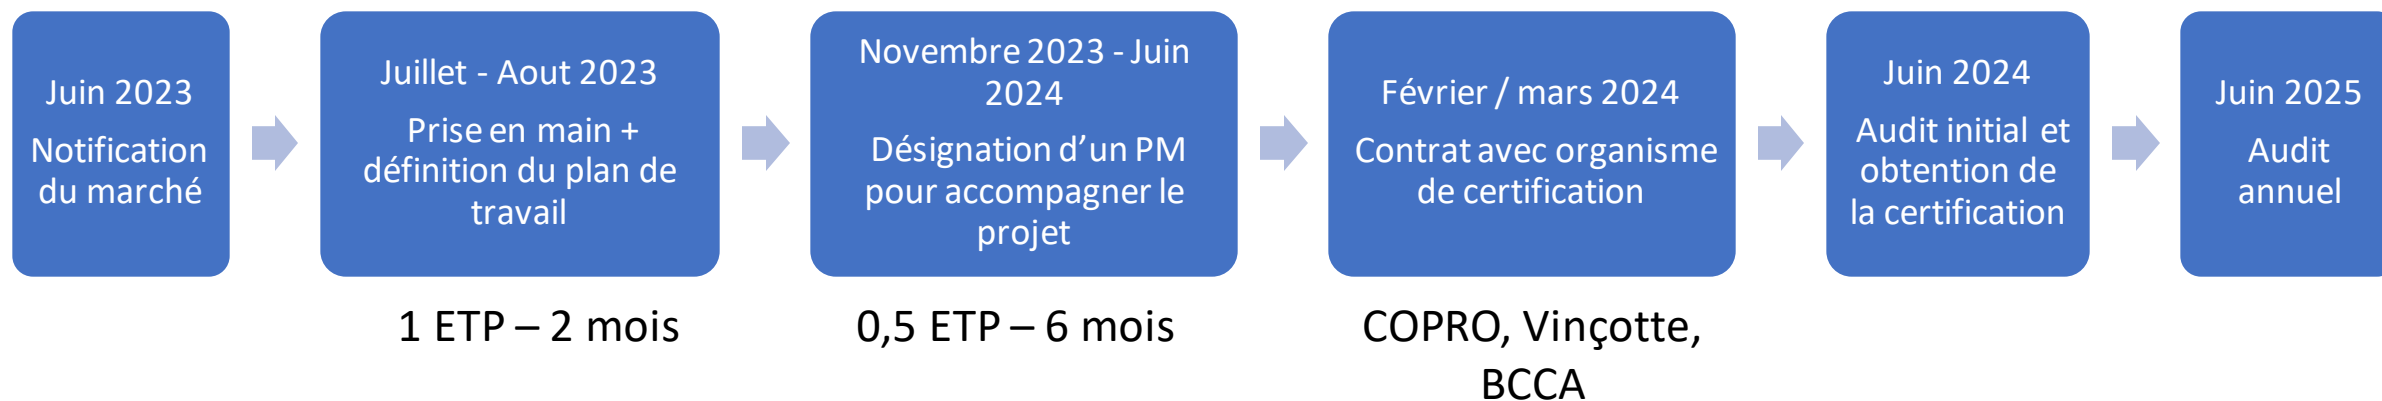 Juin 2023
Notification
du marché
Juillet - Aout 2023
Prise en main +
définition du plan de
travail
1 ETP – 2 mois
Novembre 2023 - Juin
2024
Désignation d’un PM
pour accompagner le
projet
0,5 ETP – 6 mois
Février / mars 2024
Contrat avec organisme
de certification
COPRO, Vinçotte,
BCCA
Juin 2024
Audit initial et
obtention de
la certification
Juin 2025
Audit
annuel